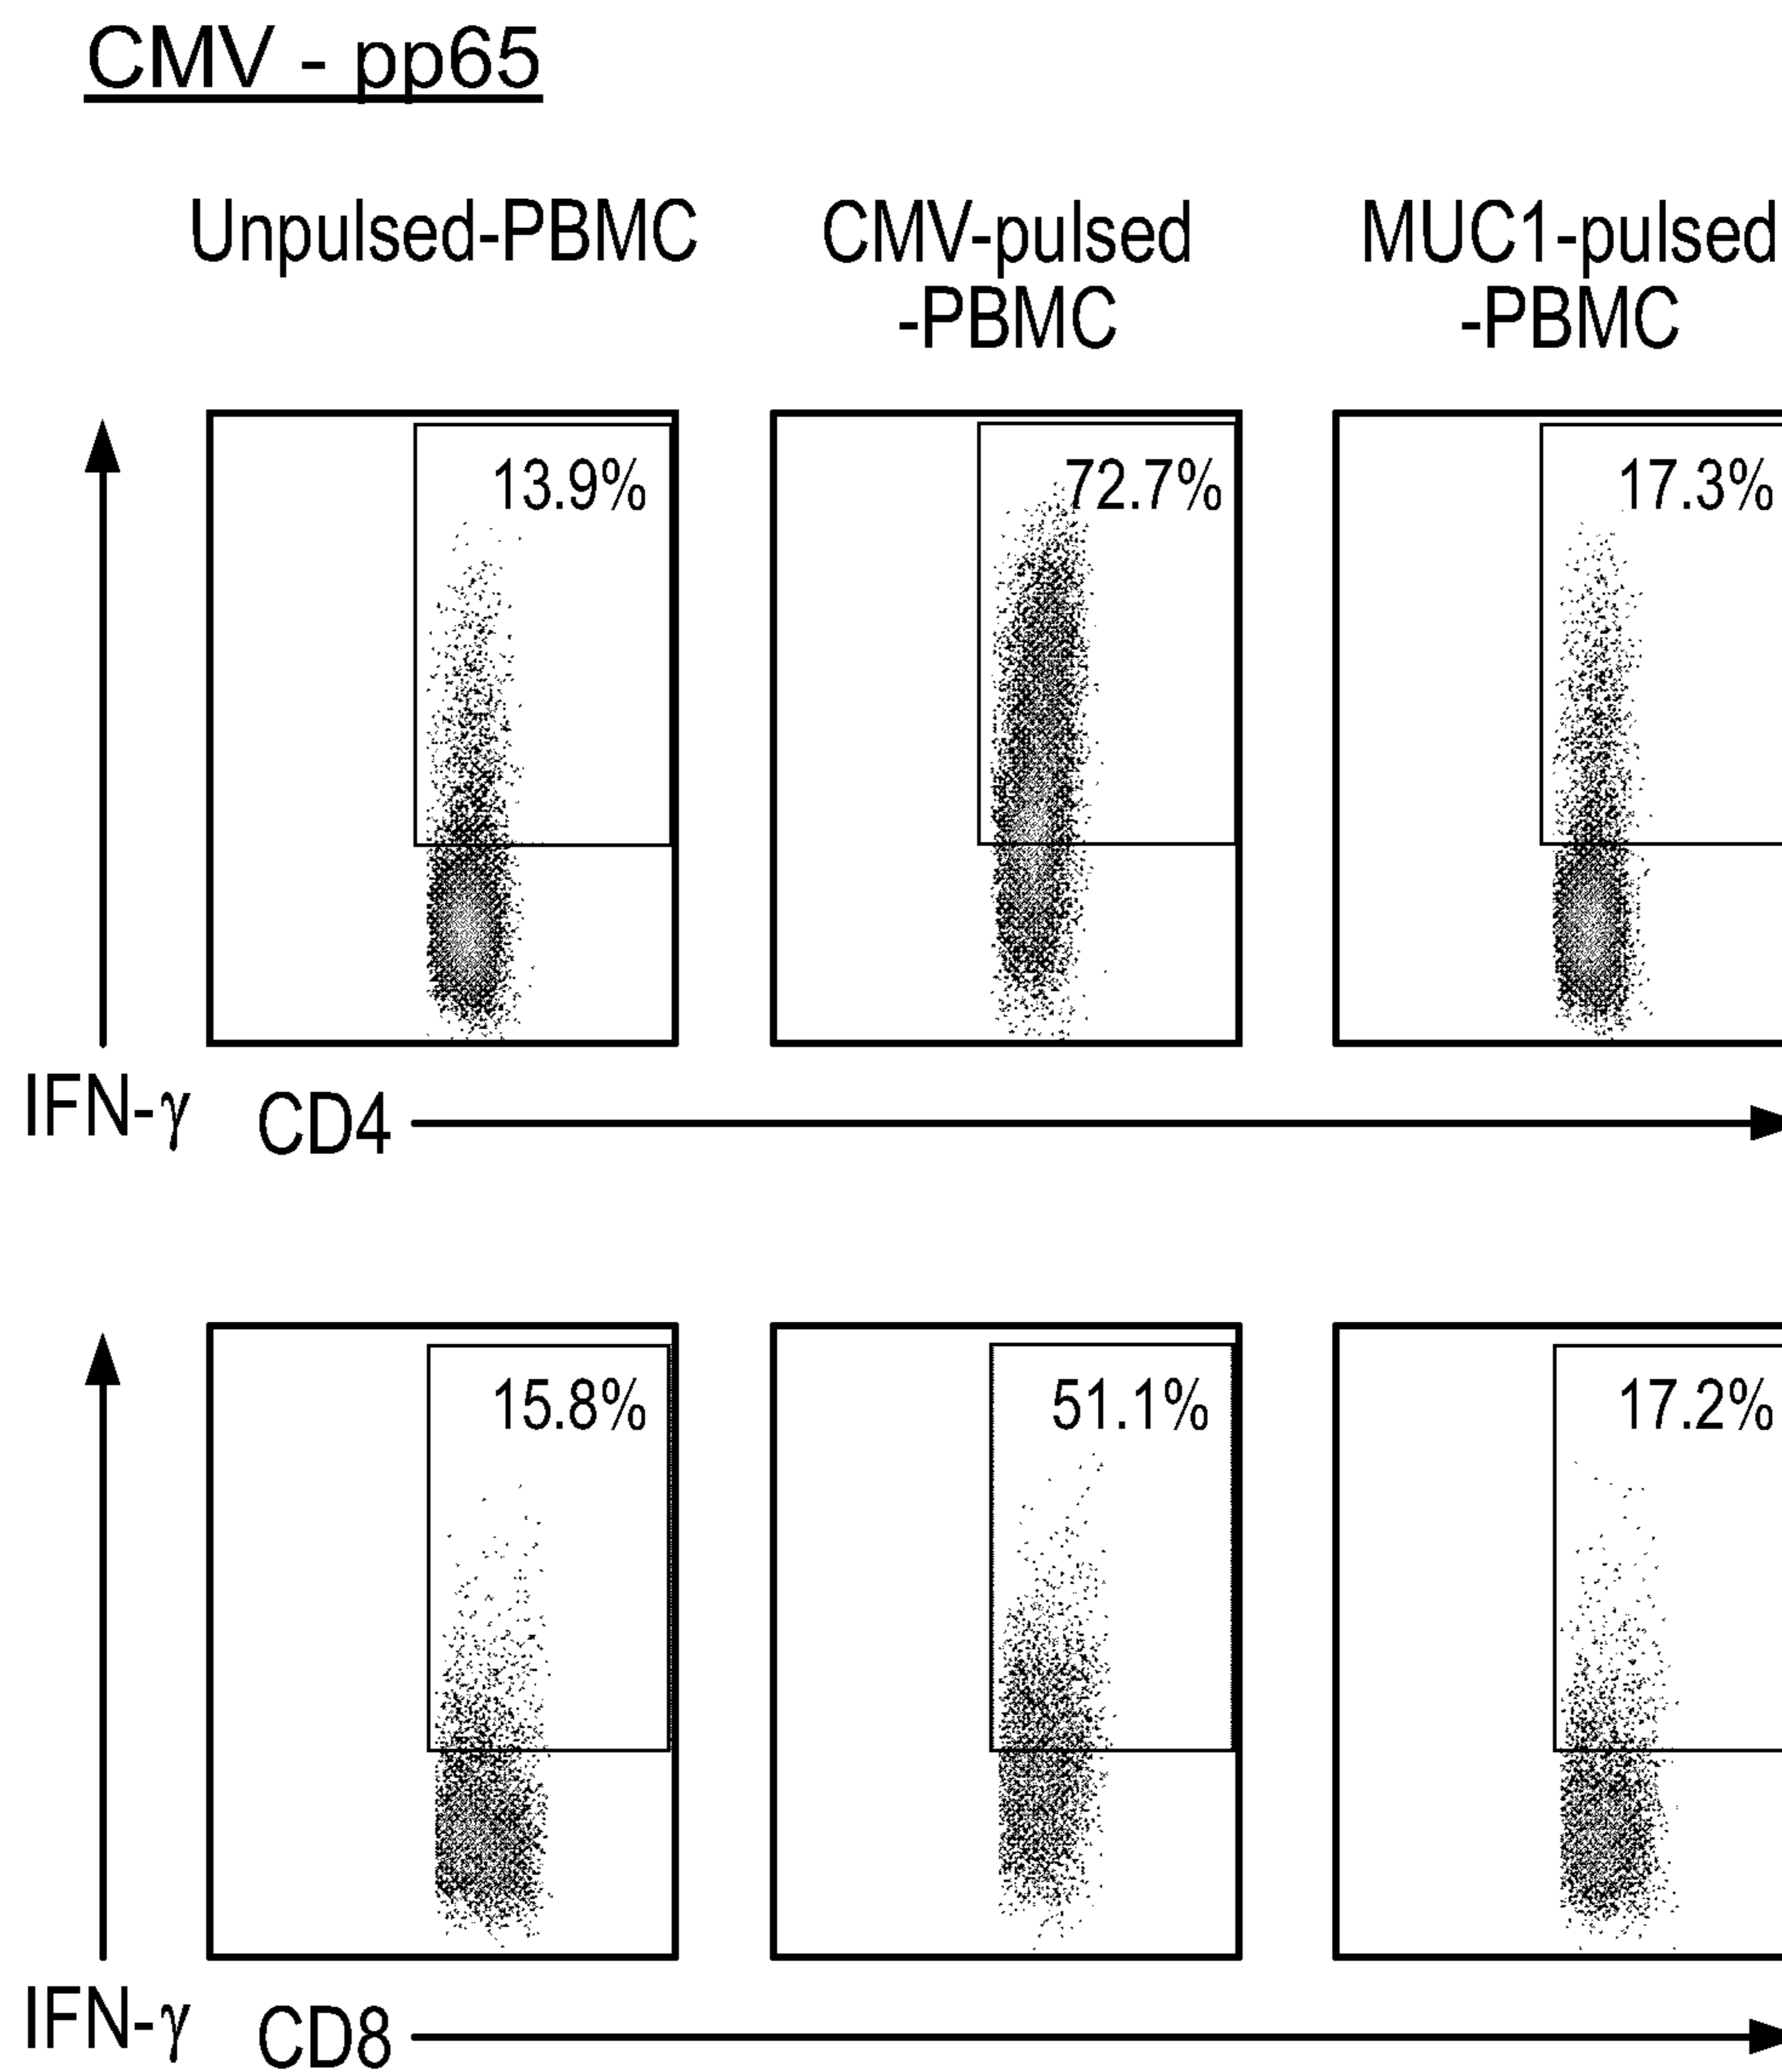 CMV - pp65
Unpulsed-PBMC
CMV-pulsed
-PBMC
MUC1-pulsed
-PBMC
13.9%
72.7%
17.3%
IFN-γ
CD4
15.8%
51.1%
17.2%
IFN-γ
CD8